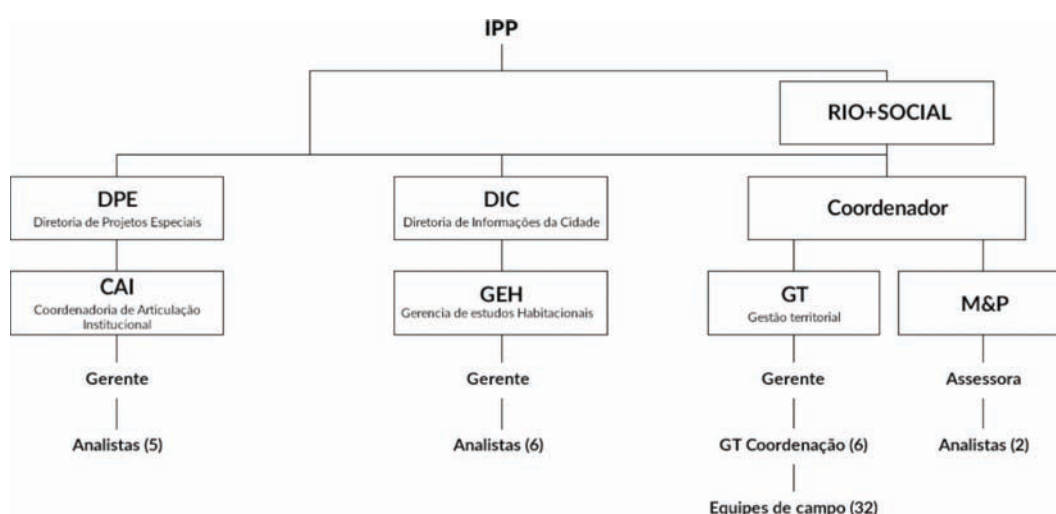 IPP
RIO+SOCIAL
DPE
Diretoria de Projetos Especiais
DIC
Diretoria de Informações da Cidade
Coordenador
CAI
Coordenadoria de Articulação
Institucional
GEH
Gerencia de estudos Habitacionais
GT
Gestão territorial
M&P
Gerente
Gerente
Gerente
Assessora
Analistas (5)
Analistas (6)
GT Coordenação (6)
Analistas (2)
Equipes de campo (32)